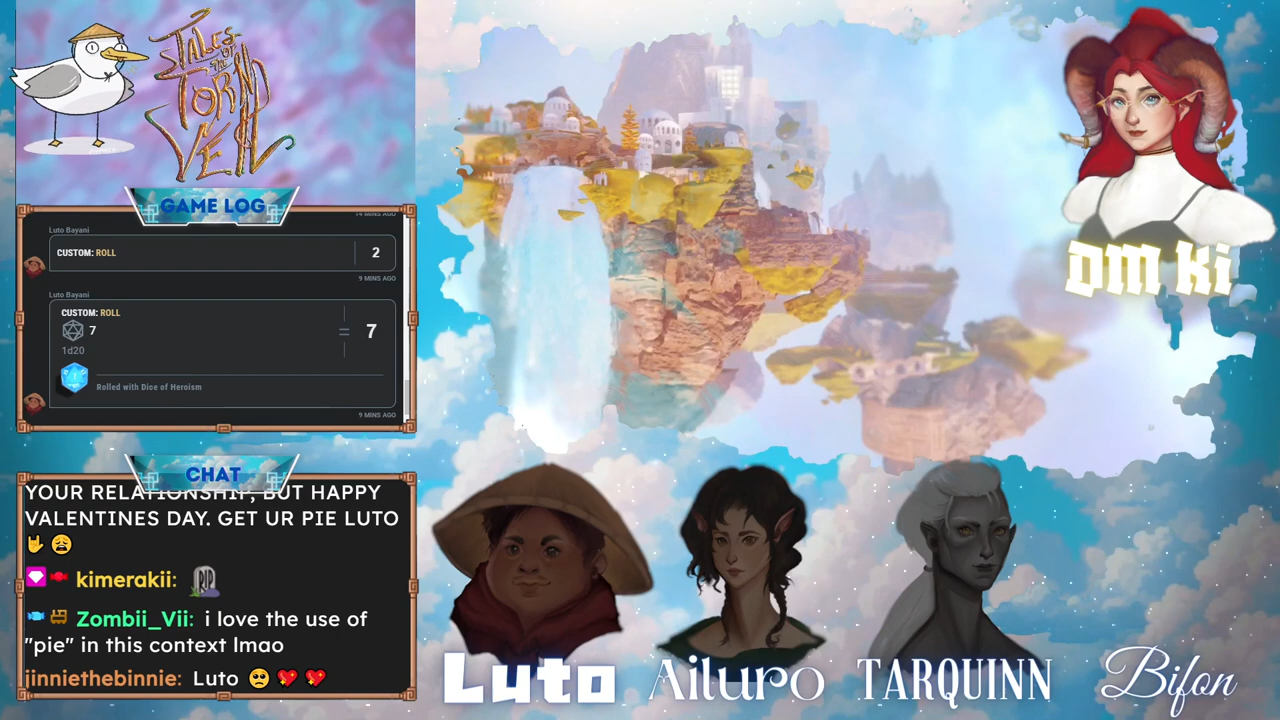 TALES
OF
THE
TORN
VEIL
GAME LOG
14 MINS AGO
Luto Bayani
CUSTOM: ROLL
2
9 MINS AGO
Luto Bayani
CUSTOM: ROLL
7
1d20
=
7
Rolled with Dice of Heroism
9 MINS AGO
CHAT
YOUR RELATIONSHIP, BUT HAPPY
VALENTINES DAY. GET UR PIE LUTO
🤟 😩
kimerakii: RIP
Zombii_Vii: i love the use of
"pie" in this context lmao
jinniethebinnie: Luto 🥺 💖 💖
DM Ki
Luto Ailuro TARQUINN Bifon